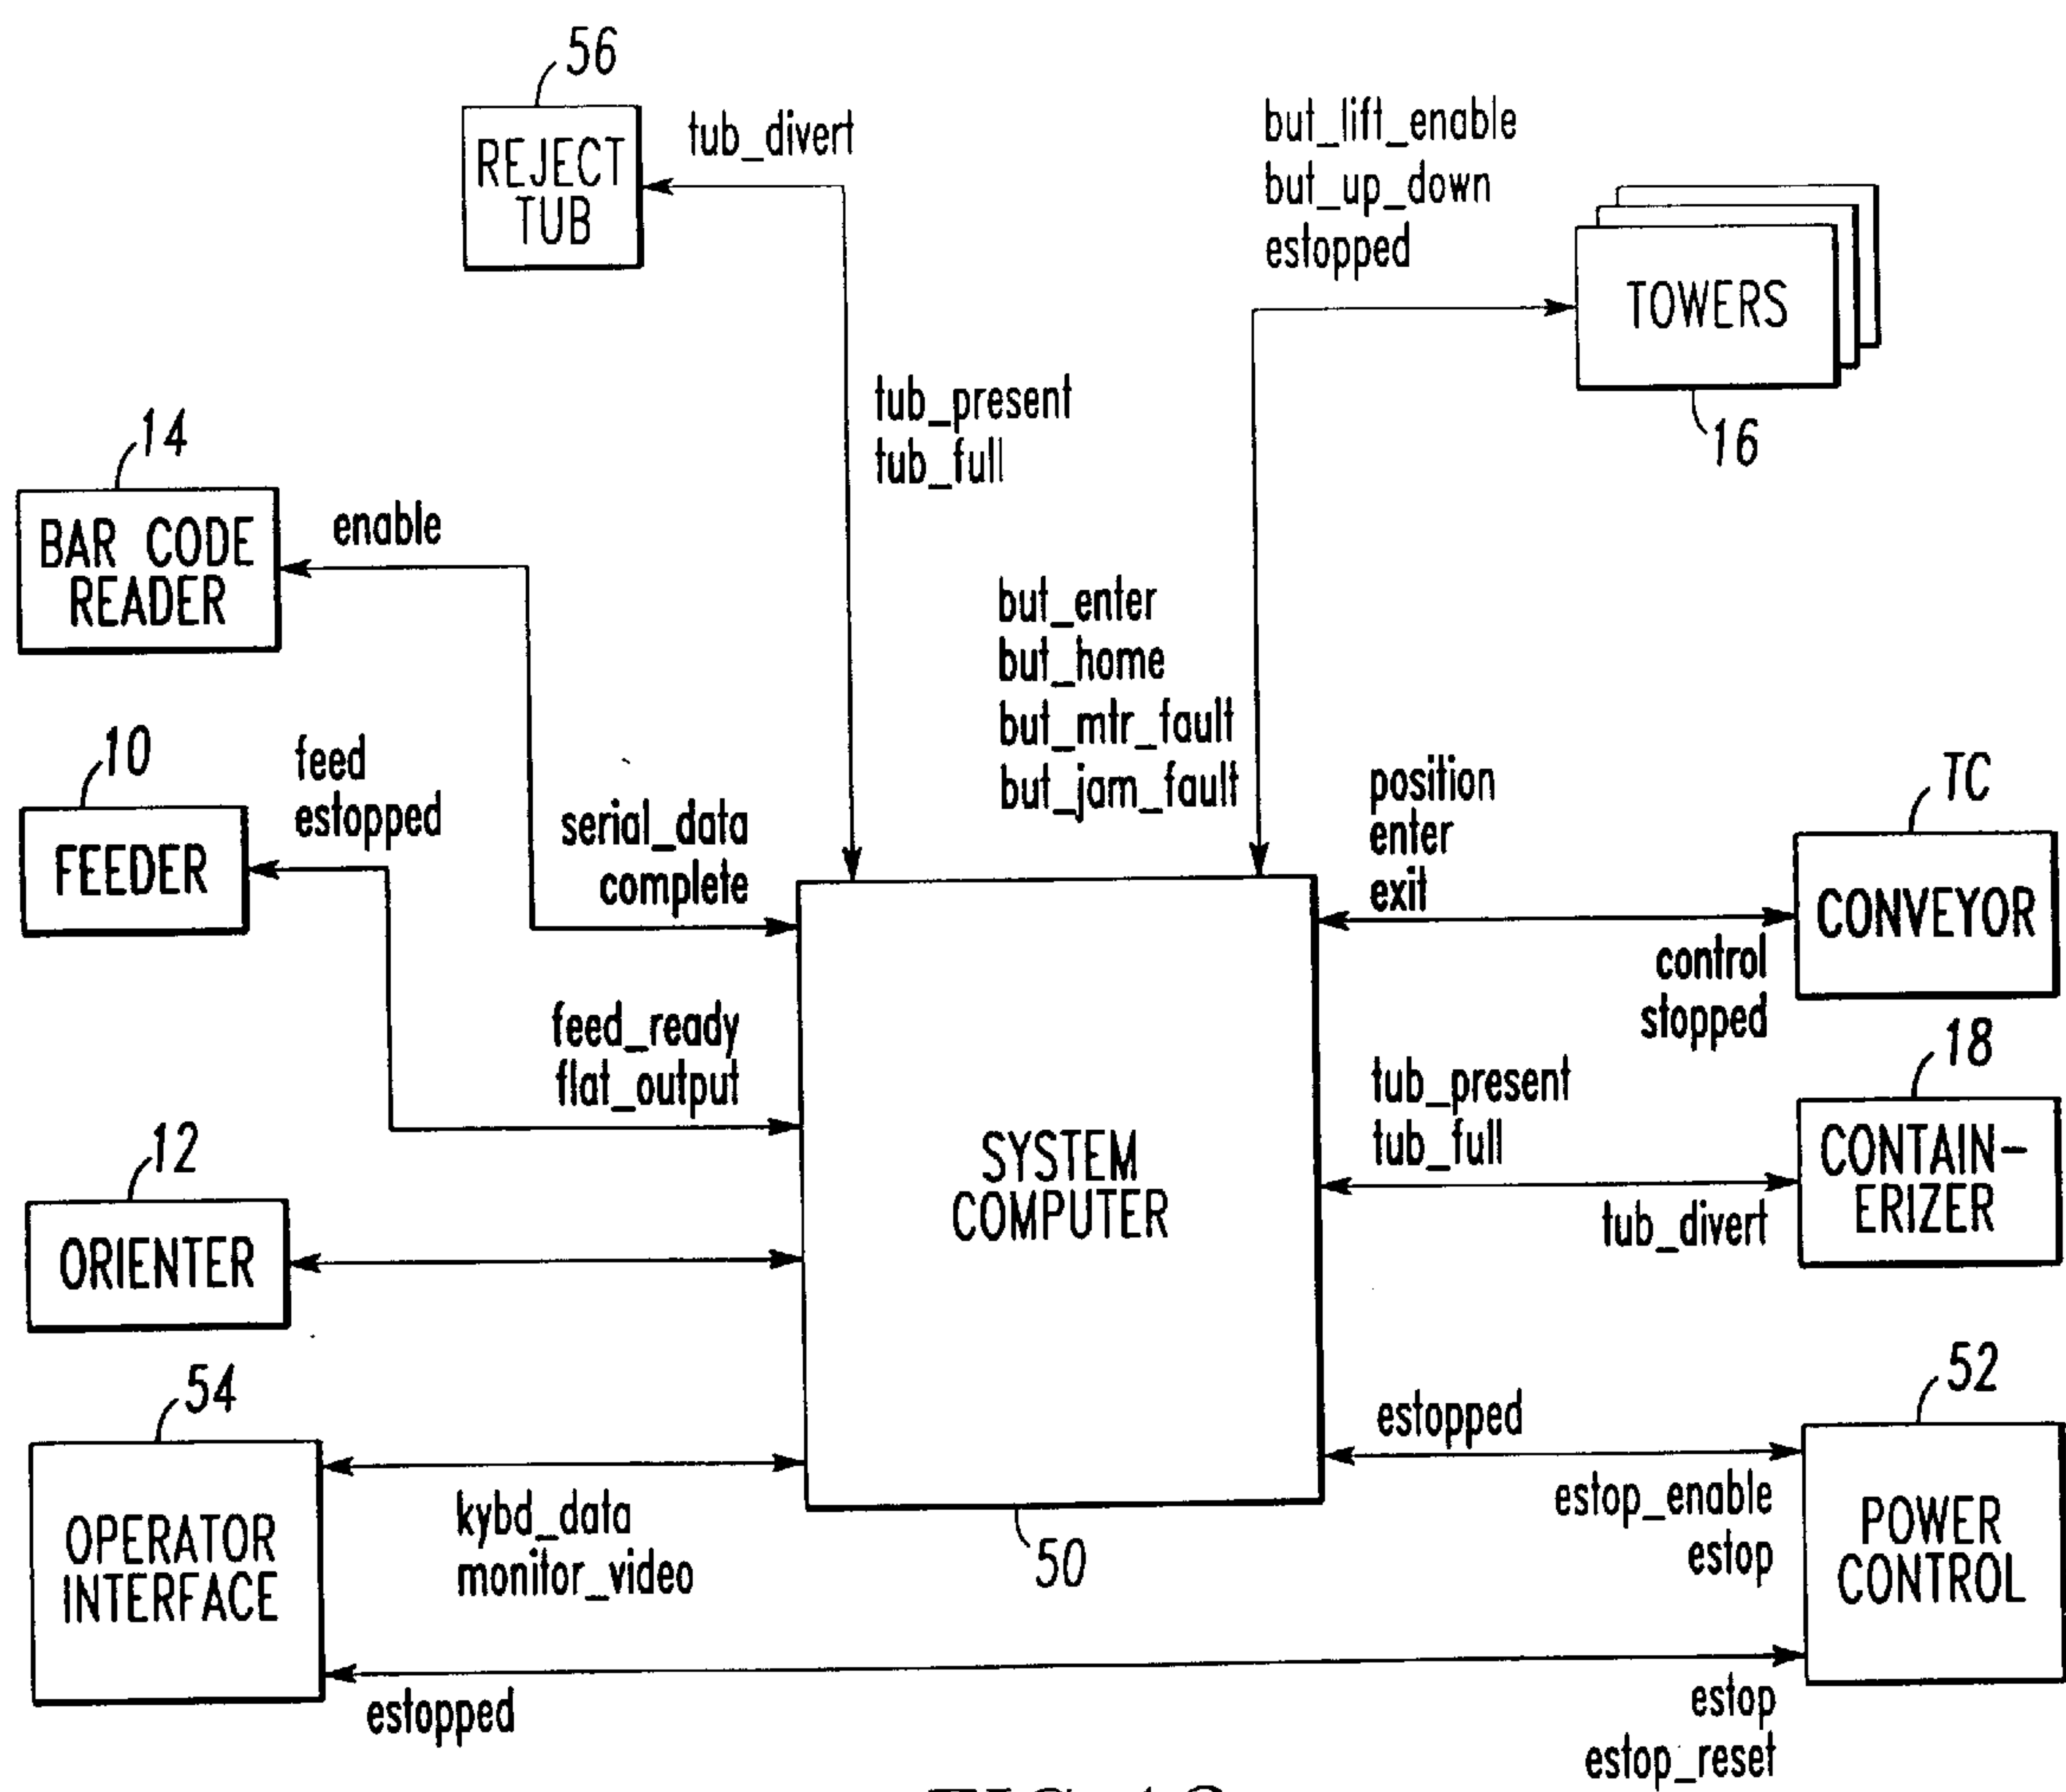 56
REJECT
TUB
tub_divert
but_lift_enable
but_up_down
estopped
TOWERS
16
tub_present
tub_full
14
BAR CODE
READER
enable
but_enter
but_home
but_mtr_fault
but_jam_fault
10
FEEDER
feed
estopped
serial_data
complete
position
enter
exit
TC
CONVEYOR
control
stopped
feed_ready
flat_output
12
ORIENTER
SYSTEM
COMPUTER
50
tub_present
tub_full
18
CONTAIN-
ERIZER
tub_divert
54
OPERATOR
INTERFACE
kybd_data
monitor_video
estopped
estopped
52
POWER
CONTROL
estop_enable
estop
estop
estop_reset